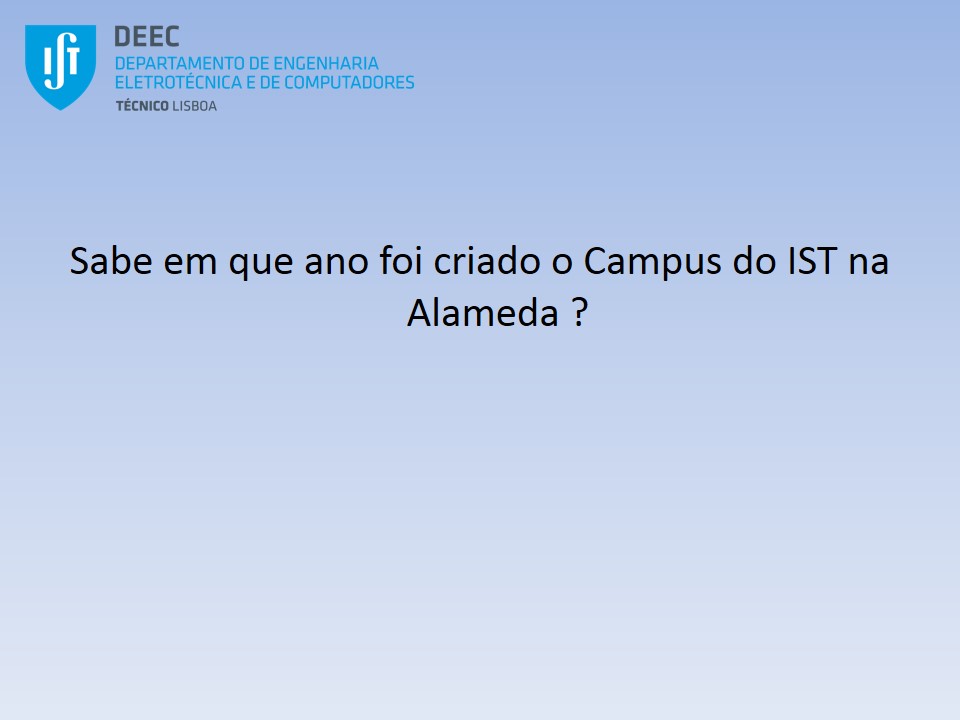 IST
DEEC
DEPARTAMENTO DE ENGENHARIA
ELETROTÉCNICA E DE COMPUTADORES
TÉCNICO LISBOA
Sabe em que ano foi criado o Campus do IST na
Alameda ?